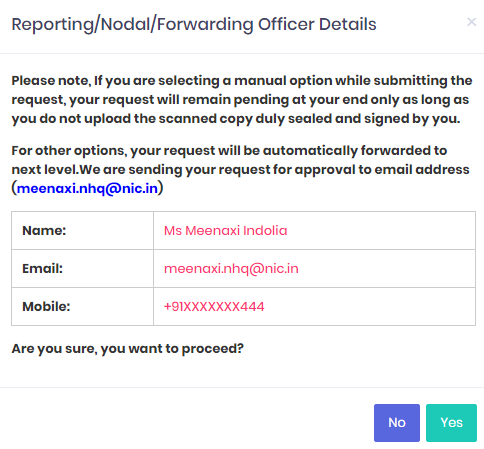 Reporting/Nodal/Forwarding Officer Details
×
Please note, If you are selecting a manual option while submitting the
request, your request will remain pending at your end only as long as
you do not upload the scanned copy duly sealed and signed by you.
For other options, your request will be automatically forwarded to
next level.We are sending your request for approval to email address
(meenaxi.nhq@nic.in)
Name: Ms Meenaxi Indolia
Email: meenaxi.nhq@nic.in
Mobile: +91XXXXXXX444
Are you sure, you want to proceed?
No Yes